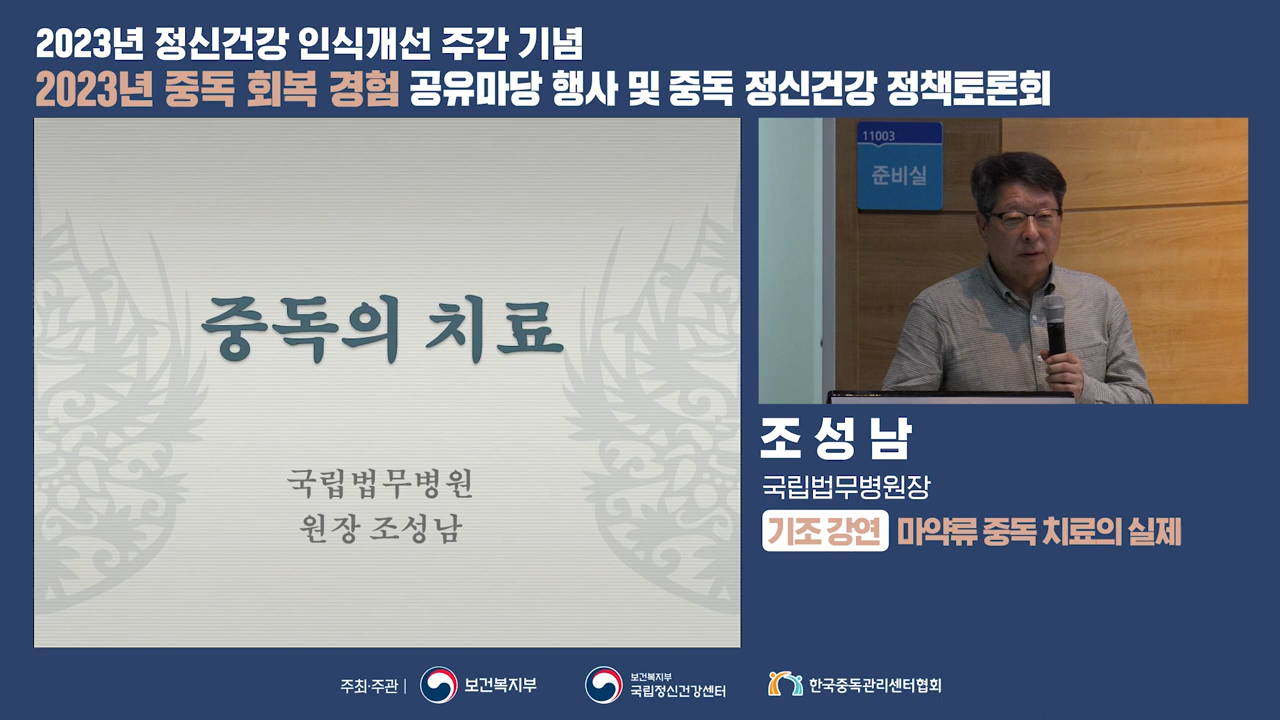 2023년 정신건강 인식개선 주간 기념
2023년 중독 회복 경험 공유마당 행사 및 중독 정신건강 정책토론회
중독의 치료
국립법무병원
원장 조성남
11003
준비실
조성남
국립법무병원장
기조 강연 마약류 중독 치료의 실제
주최·주관 | 보건복지부 보건복지부 국립정신건강센터 한국중독관리센터협회